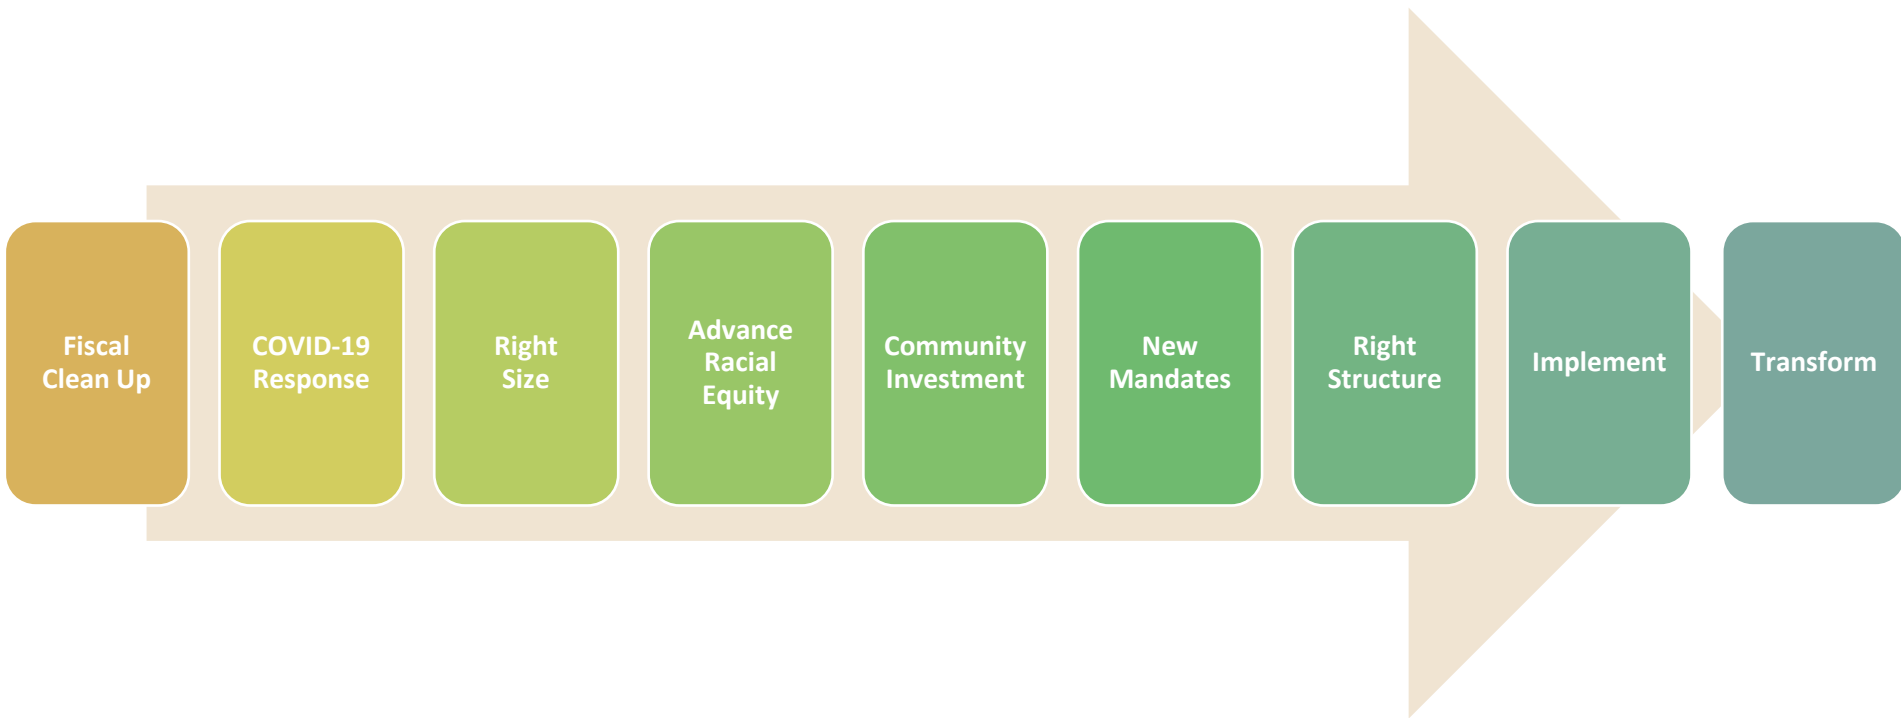 Fiscal
Clean Up
COVID-19
Response
Right
Size
Advance
Racial
Equity
Community
Investment
New
Mandates
Right
Structure
Implement
Transform